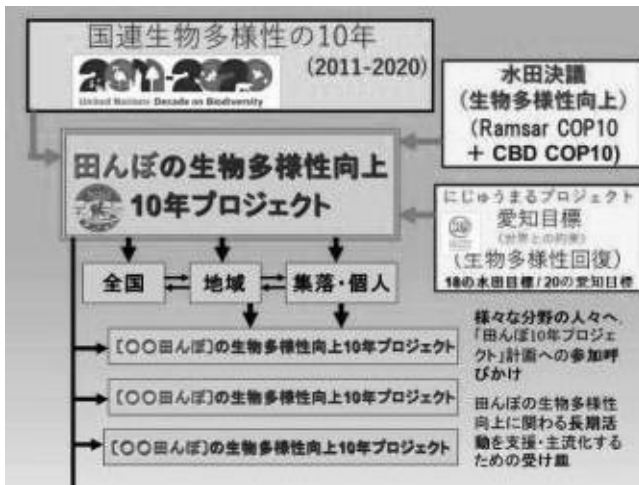 国連生物多様性の10年
2011-2020
(2011-2020)
United Nations Decade on Biodiversity
水田決議
(生物多様性向上)
(Ramsar COP10
+ CBD COP10)
田んぼの生物多様性向上
10年プロジェクト
にじゅうまるプロジェクト
愛知目標
(世界との約束)
(生物多様性回復)
18の水田目標/20の愛知目標
全国
地域
集落・個人
[〇〇田んぼ]の生物多様性向上10年プロジェクト
[〇〇田んぼ]の生物多様性向上10年プロジェクト
[〇〇田んぼ]の生物多様性向上10年プロジェクト
様々な分野の人々へ、
「田んぼ10年プロジェ
クト」計画への参加呼
びかけ
田んぼの生物多様性
向上に関わる長期活
動を支援・主流化する
ための受け皿